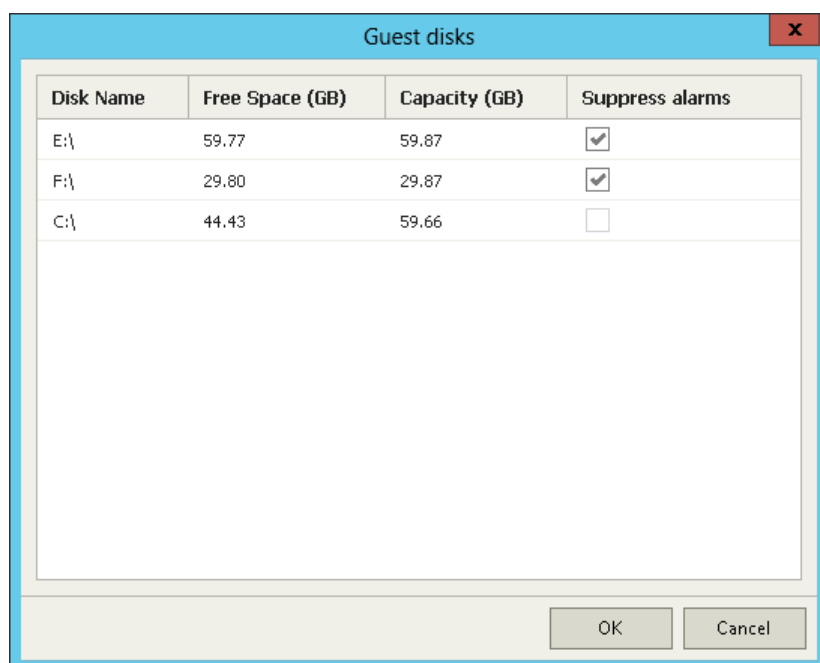 Guest disks
x
Disk Name Free Space (GB) Capacity (GB) Suppress alarms
E:\ 59.77 59.87
F:\ 29.80 29.87
C:\ 44.43 59.66
OK Cancel